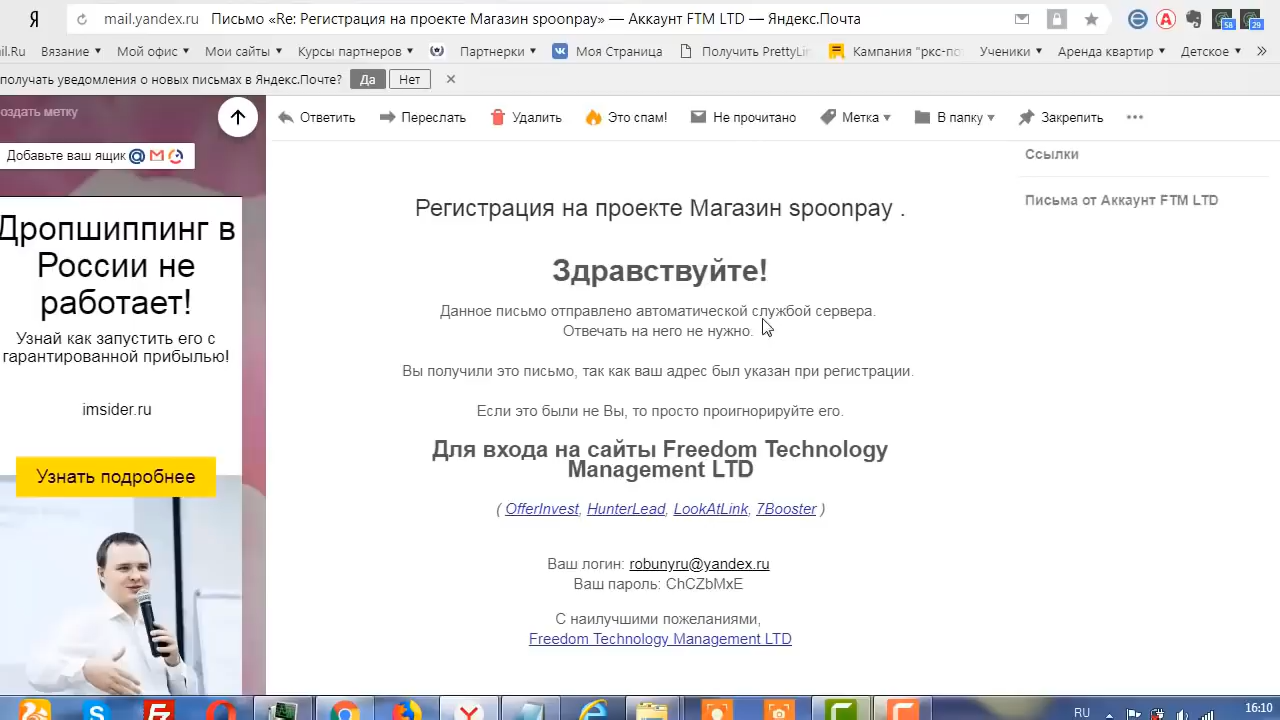 Я mail.yandex.ru Письмо «Re: Регистрация на проекте Магазин spoonpay» — Аккаунт FTM LTD — Яндекс.Почта
58 29
il.Ru Вязание Мой офис Мои сайты Курсы партнеров Партнерки Моя Страница Получить PrettyLi Кампания "ркс-по Ученики Аренда квартир Детское
получать уведомления о новых письмах в Яндекс.Почте? Да Нет
оздать метку
Ответить Переслать Удалить Это спам! Не прочитано Метка В папку Закрепить
Добавьте ваш ящик
Дропшиппинг в
России не
работает!
Узнай как запустить его с
гарантированной прибылью!
imsider.ru
Узнать подробнее
Регистрация на проекте Магазин spoonpay .
Здравствуйте!
Данное письмо отправлено автоматической службой сервера.
Отвечать на него не нужно.
Вы получили это письмо, так как ваш адрес был указан при регистрации.
Если это были не Вы, то просто проигнорируйте его.
Для входа на сайты Freedom Technology
Management LTD
( OfferInvest, HunterLead, LookAtLink, 7Booster )
Ваш логин: robunyru@yandex.ru
Ваш пароль: ChCZbMxE
С наилучшими пожеланиями,
Freedom Technology Management LTD
Ссылки
Письма от Аккаунт FTM LTD
RU 16:10